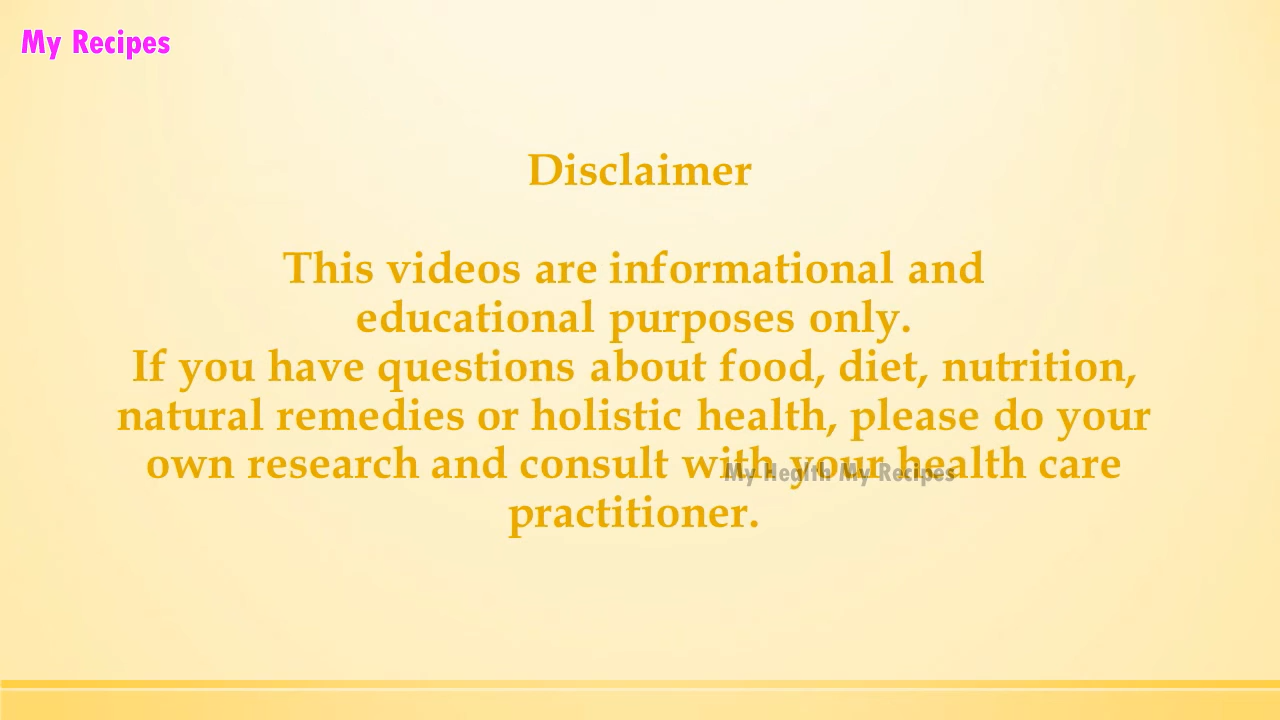 My Recipes
Disclaimer
This videos are informational and
educational purposes only.
If you have questions about food, diet, nutrition,
natural remedies or holistic health, please do your
own research and consult with your health care
My Health My Recipes
practitioner.